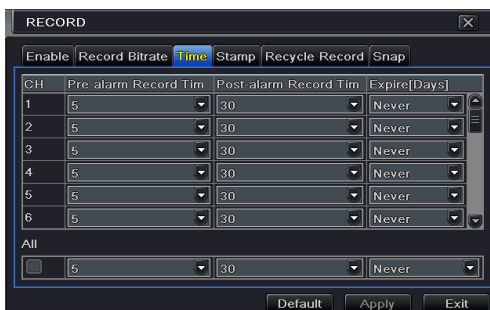 RECORD
Enable Record Bitrate Time Stamp Recycle Record Snap
CH Pre-alarm Record Tim Post-alarm Record Tim Expire[Days]
1 5 30 Never
2 5 30 Never
3 5 30 Never
4 5 30 Never
5 5 30 Never
6 5 30 Never
All
5 30 Never
Default Apply Exit